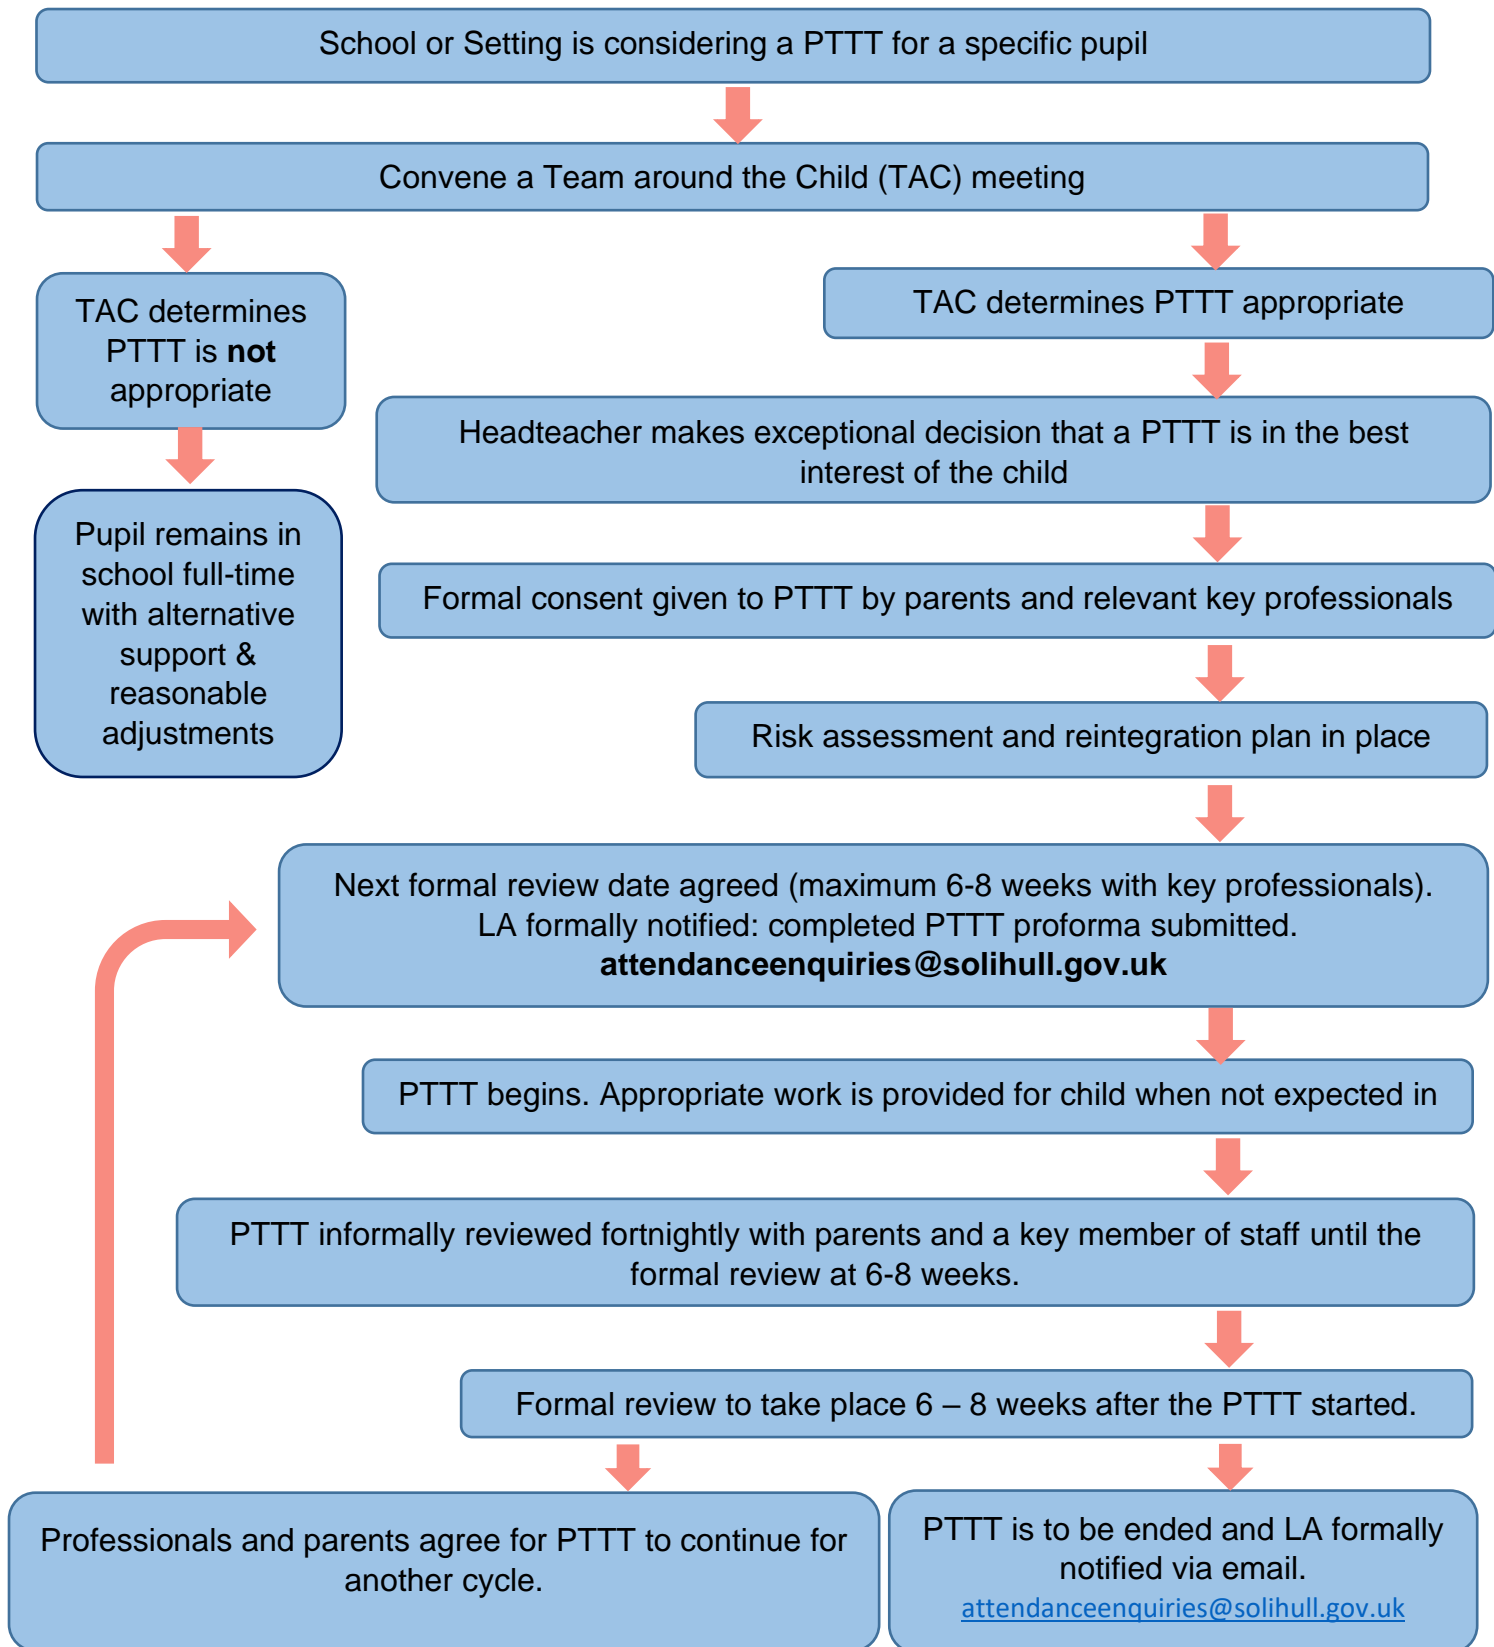 School or Setting is considering a PTTT for a specific pupil
Convene a Team around the Child (TAC) meeting
TAC determines
PTTT is not
appropriate
Pupil remains in
school full-time
with alternative
support &
reasonable
adjustments
TAC determines PTTT appropriate
Headteacher makes exceptional decision that a PTTT is in the best
interest of the child
Formal consent given to PTTT by parents and relevant key professionals
Risk assessment and reintegration plan in place
Next formal review date agreed (maximum 6-8 weeks with key professionals).
LA formally notified: completed PTTT proforma submitted.
attendanceenquiries@solihull.gov.uk
PTTT begins. Appropriate work is provided for child when not expected in
PTTT informally reviewed fortnightly with parents and a key member of staff until the
formal review at 6-8 weeks.
Formal review to take place 6 – 8 weeks after the PTTT started.
Professionals and parents agree for PTTT to continue for
another cycle.
PTTT is to be ended and LA formally
notified via email.
attendanceenquiries@solihull.gov.uk